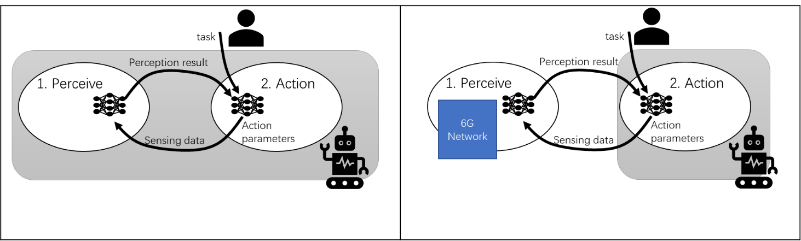 task
Perception result
1. Perceive
2. Action
Action
parameters
Sensing data
task
Perception result
1. Perceive
2. Action
6G
Network
Action
parameters
Sensing data